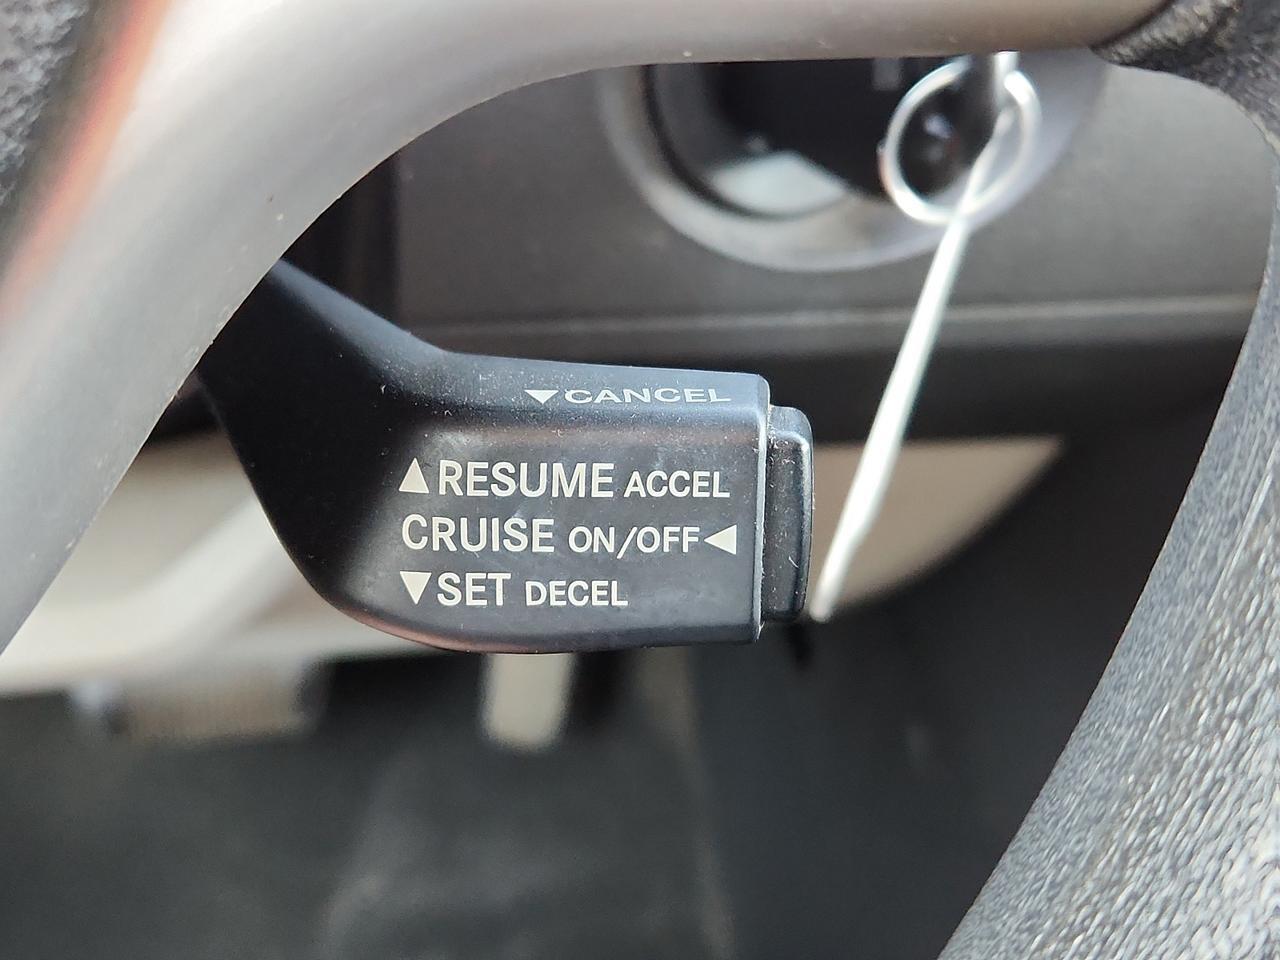 ▼CANCEL
▲RESUME ACCEL
CRUISE ON/OFF◀
▼SET DECEL